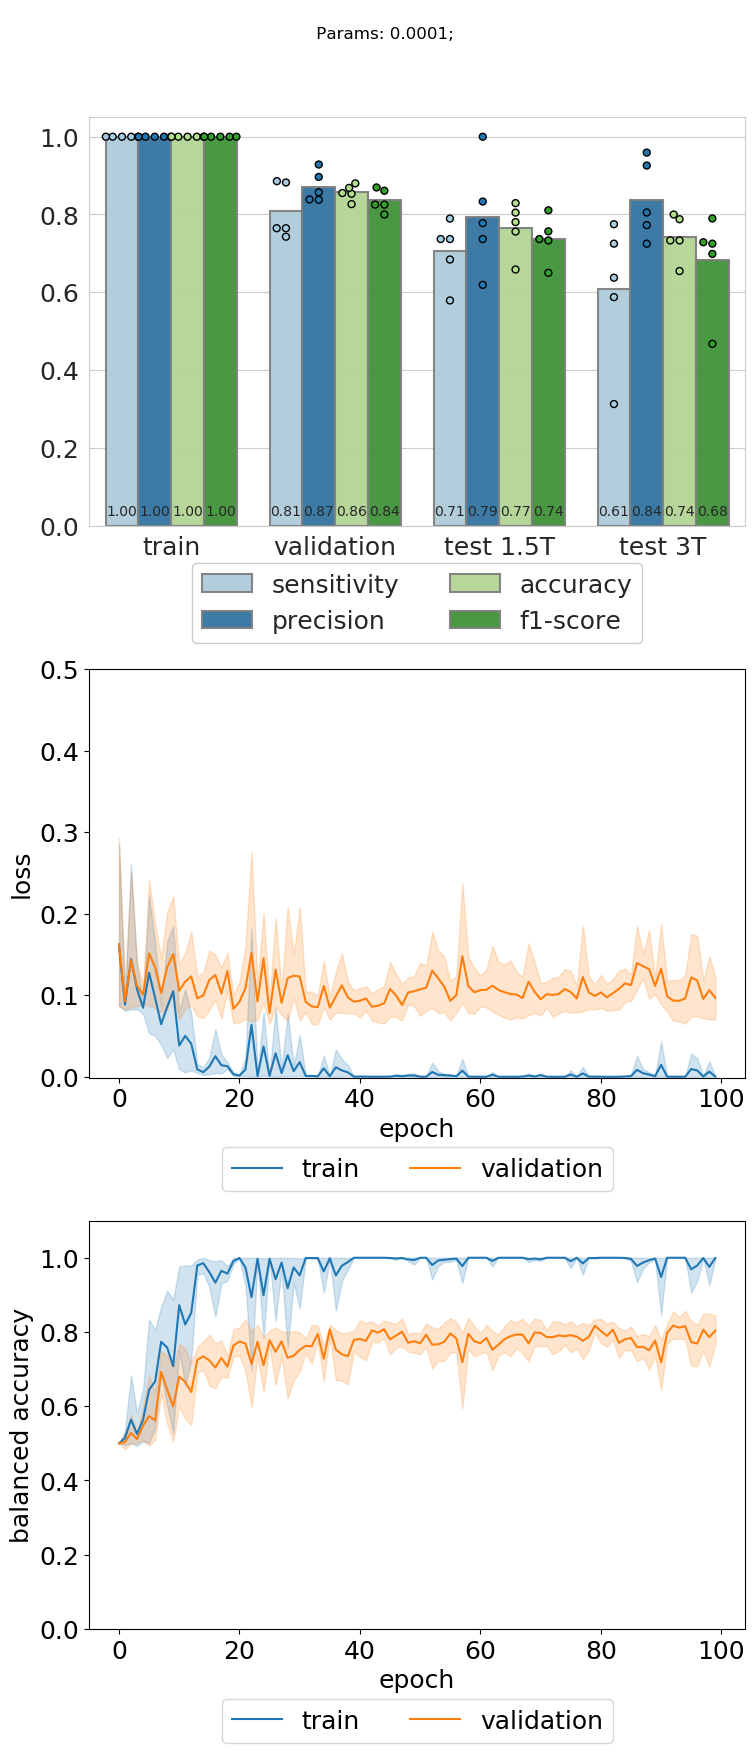 Params: 0.0001;
1.0
0.8
0.6
0.4
0.2
0.0
1.00 1.00 1.00 1.00 0.81 0.87 0.86 0.84 0.71 0.79 0.77 0.74 0.61 0.84 0.74 0.68
train validation test 1.5T test 3T
sensitivity accuracy
precision f1-score
0.5
0.4
0.3
0.2
0.1
0.0
loss
0 20 40 60 80 100
epoch
train validation
1.0
0.8
0.6
0.4
0.2
0.0
balanced accuracy
0 20 40 60 80 100
epoch
train validation